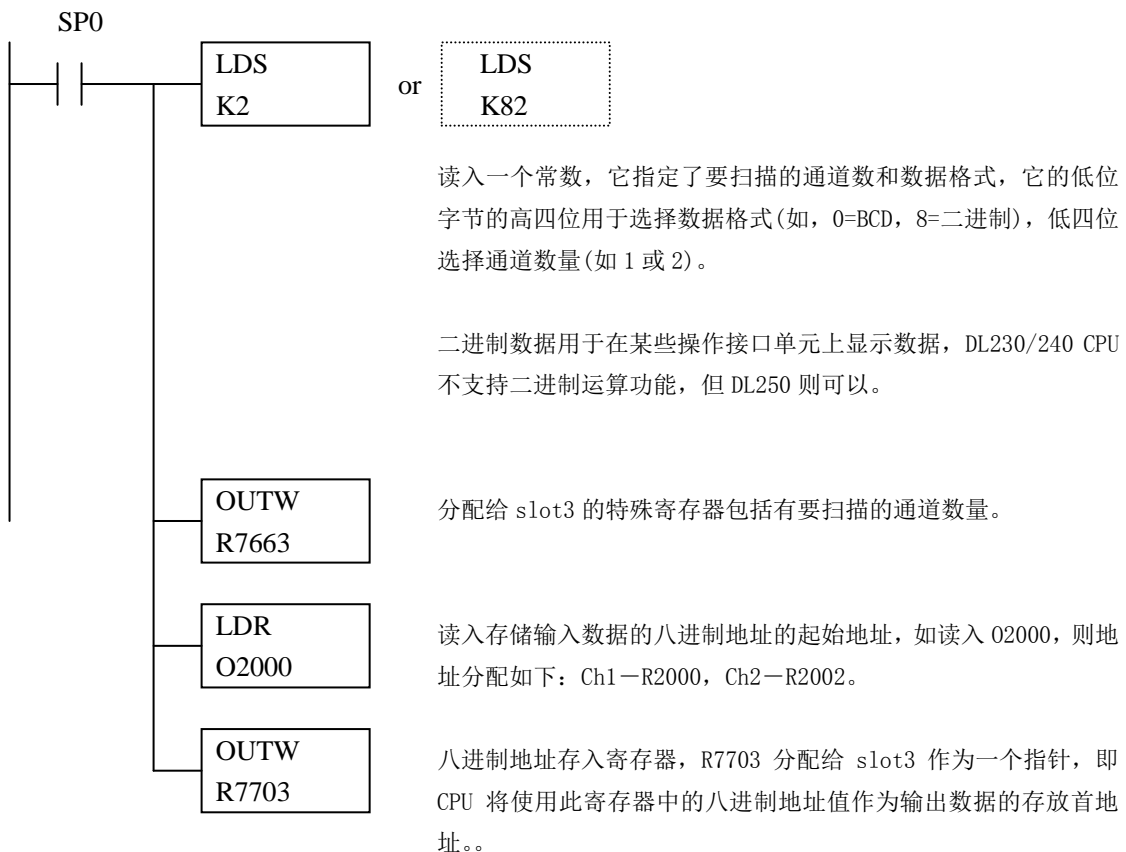 SP0
LDS
K2
or
LDS
K82
读入一个常数，它指定了要扫描的通道数和数据格式，它的低位
字节的高四位用于选择数据格式(如，0=BCD，8=二进制)，低四位
选择通道数量(如 1 或 2)。
二进制数据用于在某些操作接口单元上显示数据，DL230/240 CPU
不支持二进制运算功能，但 DL250 则可以。
OUTW
R7663
分配给 slot3 的特殊寄存器包括有要扫描的通道数量。
LDR
O2000
读入存储输入数据的八进制地址的起始地址，如读入 O2000，则地
址分配如下：Ch1－R2000，Ch2－R2002。
OUTW
R7703
八进制地址存入寄存器，R7703 分配给 slot3 作为一个指针，即
CPU 将使用此寄存器中的八进制地址值作为输出数据的存放首地
址。。